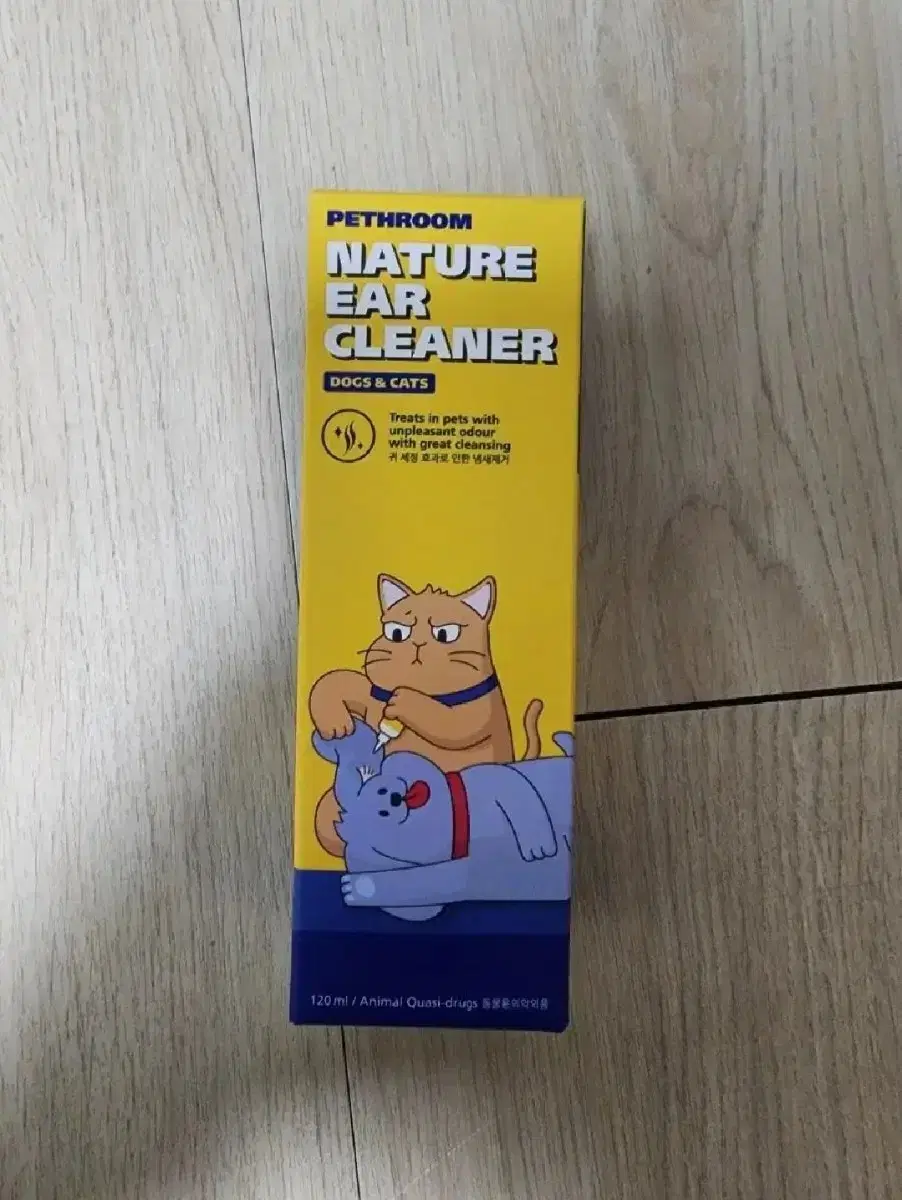 PETHROOM
NATURE
EAR
CLEANER
DOGS & CATS
Treats in pets with
unpleasant odour
with great cleansing
귀 세정 효과로 인한 냄새제거
120 ml / Animal Quasi-drugs 동물용의약외품